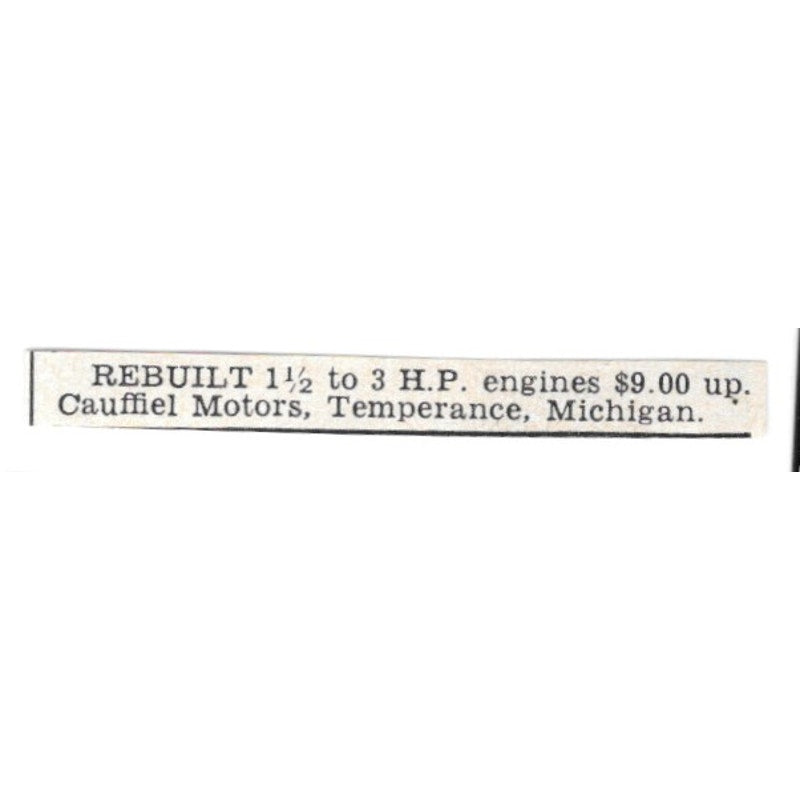 REBUILT 1½ to 3 H.P. engines $9.00 up.
Cauffiel Motors, Temperance, Michigan.